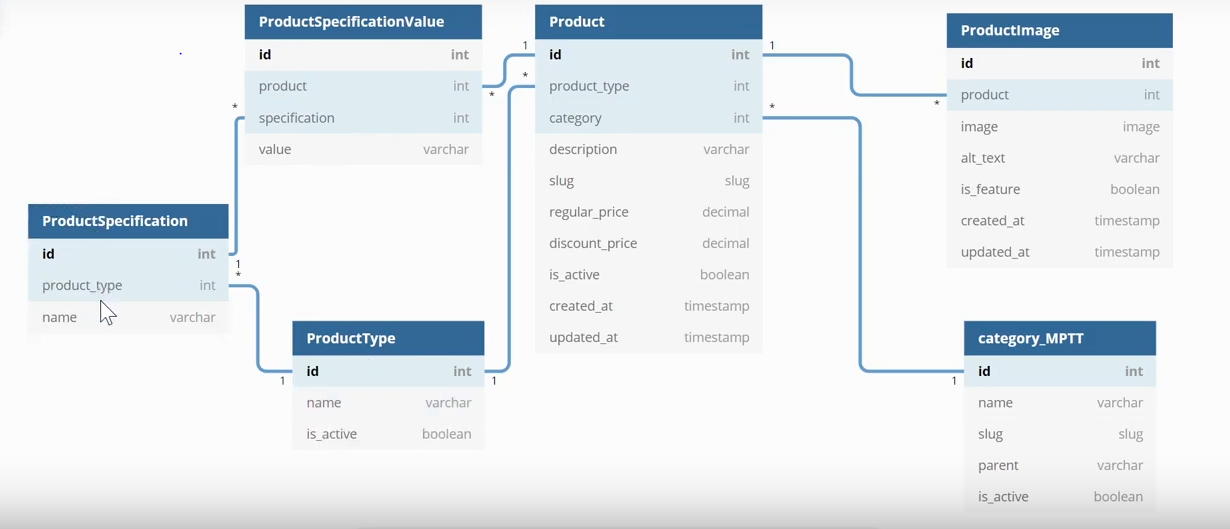 ProductSpecificationValue
id int
product int
specification int
value varchar
Product
id int
product_type int
category int
description varchar
slug slug
regular_price decimal
discount_price decimal
is_active boolean
created_at timestamp
updated_at timestamp
ProductImage
id int
product int
image image
alt_text varchar
is_feature boolean
created_at timestamp
updated_at timestamp
ProductSpecification
id int
product_type int
name varchar
ProductType
id int
name varchar
is_active boolean
category_MPTT
id int
name varchar
slug slug
parent varchar
is_active boolean
1
*
*
*
1
*
1
1
1
*
*
1